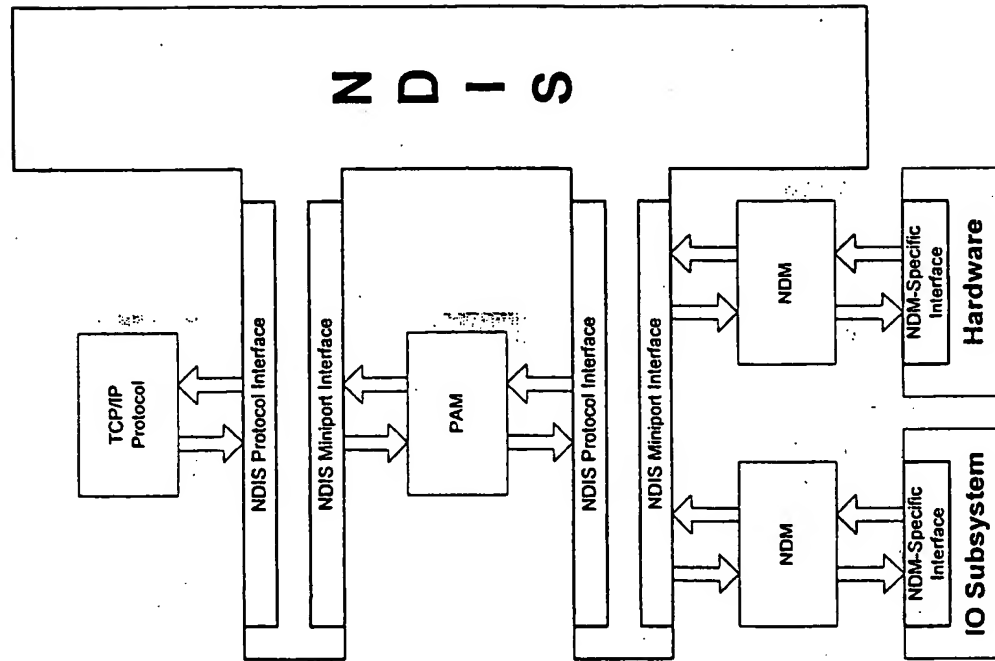 NDIS
TCP/IP
Protocol
NDIS Protocol Interface
NDIS Miniport Interface
PAM
NDIS Protocol Interface
NDIS Miniport Interface
NDM
NDM
NDM-Specific
Interface
IO Subsystem
NDM-Specific
Interface
Hardware